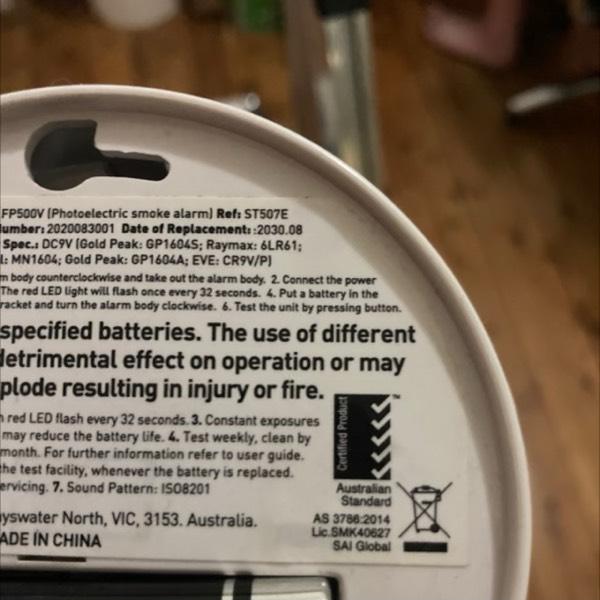 FP500V (Photoelectric smoke alarm) Ref: ST507E
umber: 2020083001 Date of Replacement: :2030.08
Spec.: DC9V (Gold Peak: GP1604S; Raymax: 6LR61;
: MN1604; Gold Peak: GP1604A; EVE: CR9V/P)
m body counterclockwise and take out the alarm body. 2. Connect the power
The red LED light will flash once every 32 seconds. 4. Put a battery in the
racket and turn the alarm body clockwise. 6. Test the unit by pressing button.
specified batteries. The use of different
detrimental effect on operation or may
plode resulting in injury or fire.
red LED flash every 32 seconds. 3. Constant exposures
may reduce the battery life. 4. Test weekly, clean by
month. For further information refer to user guide.
the test facility, whenever the battery is replaced.
ervicing. 7. Sound Pattern: ISO8201
Certified Product
TM
Australian
Standard
AS 3786:2014
Lic.SMK40627
SAI Global
yswater North, VIC, 3153. Australia.
ADE IN CHINA